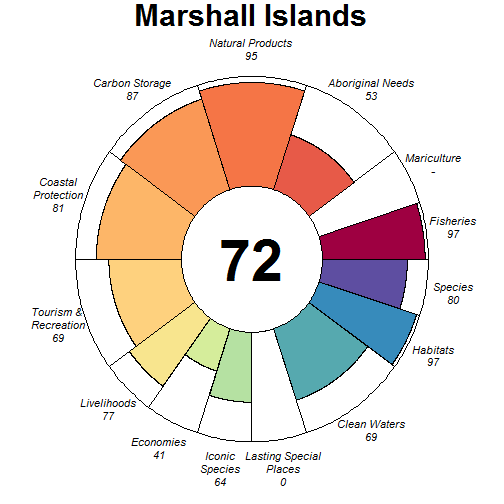 Marshall Islands
Natural Products
95
Carbon Storage
87
Aboriginal Needs
53
Mariculture
-
Coastal
Protection
81
Fisheries
97
72
Species
80
Tourism &
Recreation
69
Habitats
97
Livelihoods
77
Clean Waters
69
Economies
41
Iconic
Species
64
Lasting Special
Places
0